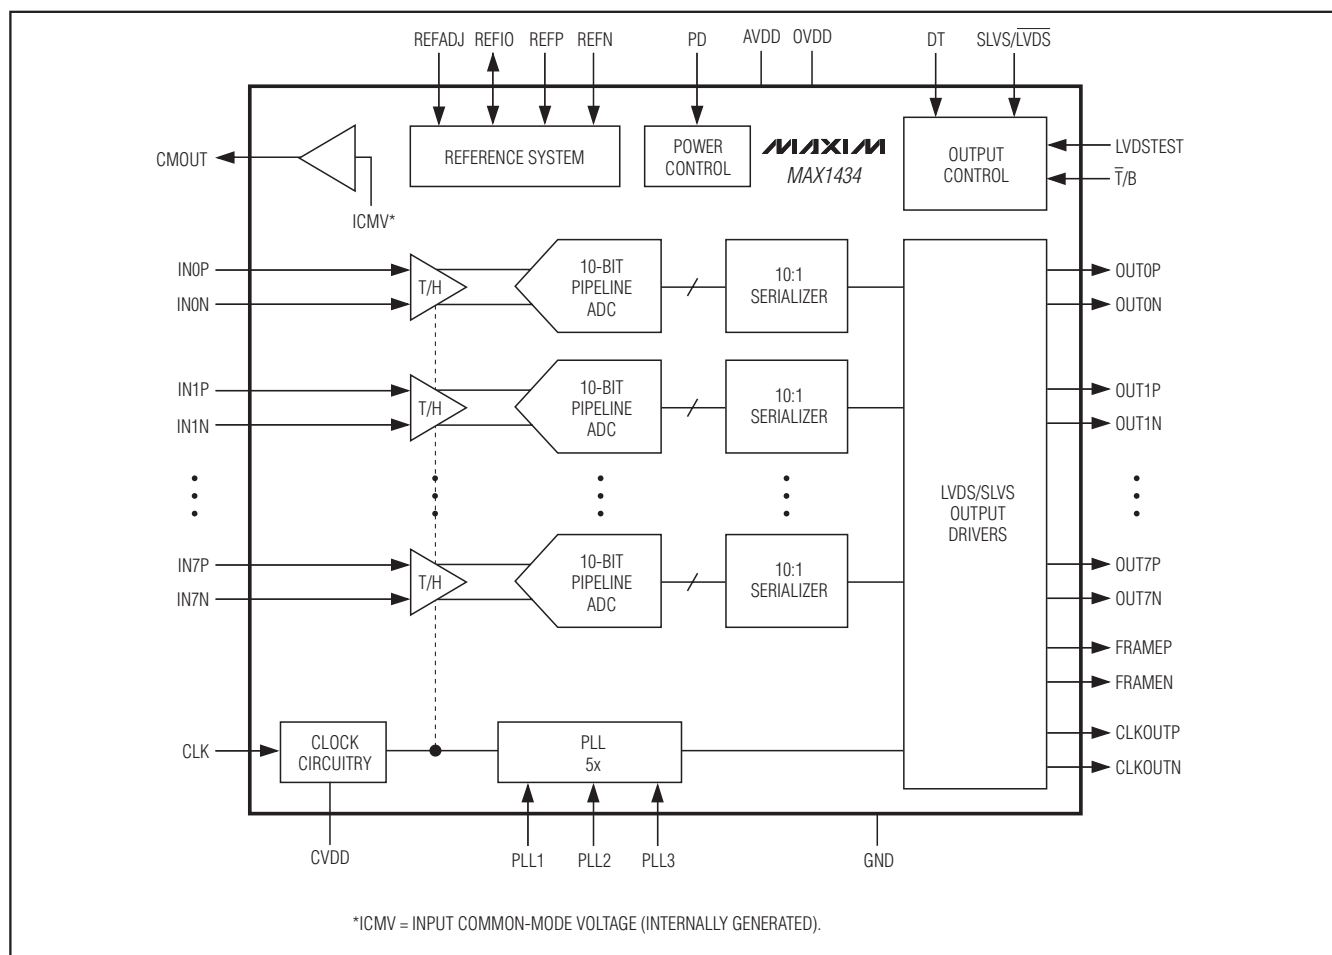 REFADJ REFIO REFP REFN PD AVDD OVDD DT SLVS/L̅V̅D̅S̅
CMOUT
ICMV*
REFERENCE SYSTEM
POWER
CONTROL
MAXIM
MAX1434
OUTPUT
CONTROL
LVDSTEST
T̅/B
IN0P
IN0N
T/H
10-BIT
PIPELINE
ADC
10:1
SERIALIZER
OUT0P
OUT0N
IN1P
IN1N
T/H
10-BIT
PIPELINE
ADC
10:1
SERIALIZER
OUT1P
OUT1N
LVDS/SLVS
OUTPUT
DRIVERS
IN7P
IN7N
T/H
10-BIT
PIPELINE
ADC
10:1
SERIALIZER
OUT7P
OUT7N
FRAMEP
FRAMEN
CLK
CLOCK
CIRCUITRY
PLL
5x
CLKOUTP
CLKOUTN
CVDD PLL1 PLL2 PLL3 GND
*ICMV = INPUT COMMON-MODE VOLTAGE (INTERNALLY GENERATED).